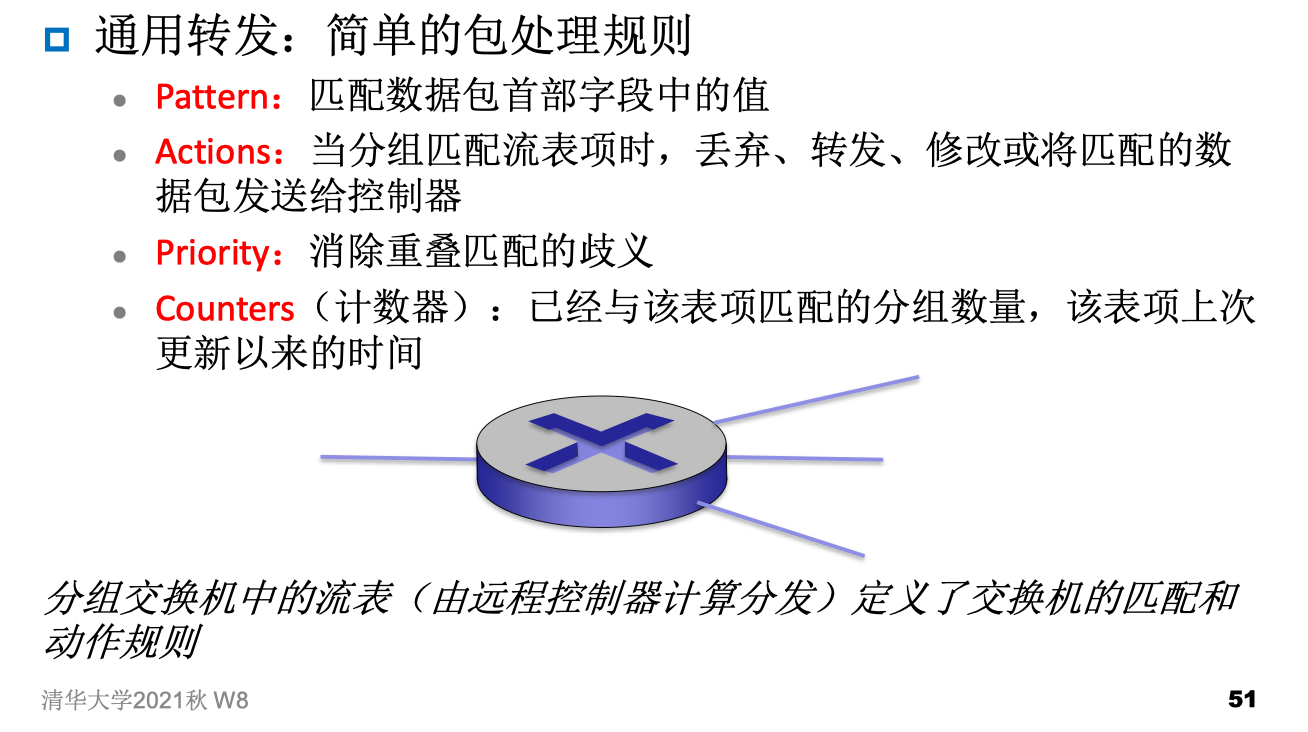 通用转发：简单的包处理规则
Pattern：匹配数据包首部字段中的值
Actions：当分组匹配流表项时，丢弃、转发、修改或将匹配的数
据包发送给控制器
Priority：消除重叠匹配的歧义
Counters（计数器）：已经与该表项匹配的分组数量，该表项上次
更新以来的时间
分组交换机中的流表（由远程控制器计算分发）定义了交换机的匹配和
动作规则
清华大学2021秋 W8
51